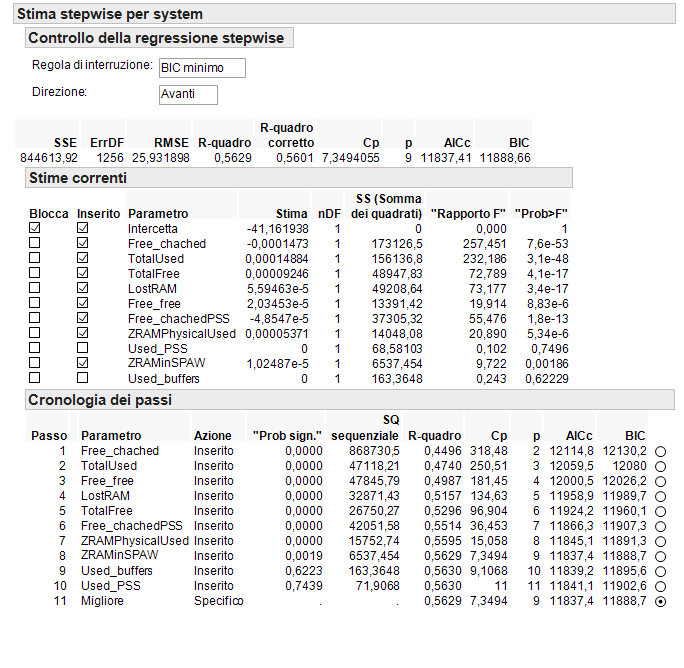 Stima stepwise per system
Controllo della regressione stepwise
Regola di interruzione: BIC minimo
Direzione: Avanti
SSE ErrDF RMSE R-quadro R-quadro corretto Cp p AICc BIC
844613,92 1256 25,931898 0,5629 0,5601 7,3494055 9 11837,41 11888,66
Stime correnti
Blocca Inserito Parametro Stima nDF SS (Somma dei quadrati) "Rapporto F" "Prob>F"
Intercetta -41,161938 1 0 0,000 1
Free_chached -0,0001473 1 173126,5 257,451 7,6e-53
TotalUsed 0,00014884 1 156136,8 232,186 3,1e-48
TotalFree 0,00009246 1 48947,83 72,789 4,1e-17
LostRAM 5,59463e-5 1 49208,64 73,177 3,4e-17
Free_free 2,03453e-5 1 13391,42 19,914 8,83e-6
Free_chachedPSS -4,8547e-5 1 37305,32 55,476 1,8e-13
ZRAMPhysicalUsed 0,00005371 1 14048,08 20,890 5,34e-6
Used_PSS 0 1 68,58103 0,102 0,7496
ZRAMinSPAW 1,02487e-5 1 6537,454 9,722 0,00186
Used_buffers 0 1 163,3648 0,243 0,62229
Cronologia dei passi
Passo Parametro Azione "Prob sign." SQ sequenziale R-quadro Cp p AICc BIC
1 Free_chached Inserito 0,0000 868730,5 0,4496 318,48 2 12114,8 12130,2
2 TotalUsed Inserito 0,0000 47118,21 0,4740 250,51 3 12059,5 12080
3 Free_free Inserito 0,0000 47845,79 0,4987 181,45 4 12000,5 12026,2
4 LostRAM Inserito 0,0000 32871,43 0,5157 134,63 5 11958,9 11989,7
5 TotalFree Inserito 0,0000 26750,27 0,5296 96,904 6 11924,2 11960,1
6 Free_chachedPSS Inserito 0,0000 42051,58 0,5514 36,453 7 11866,3 11907,3
7 ZRAMPhysicalUsed Inserito 0,0000 15752,74 0,5595 15,058 8 11845,1 11891,3
8 ZRAMinSPAW Inserito 0,0019 6537,454 0,5629 7,3494 9 11837,4 11888,7
9 Used_buffers Inserito 0,6223 163,3648 0,5630 9,1068 10 11839,2 11895,6
10 Used_PSS Inserito 0,7439 71,9068 0,5630 11 11 11841,1 11902,6
11 Migliore Specifico . . 0,5629 7,3494 9 11837,4 11888,7